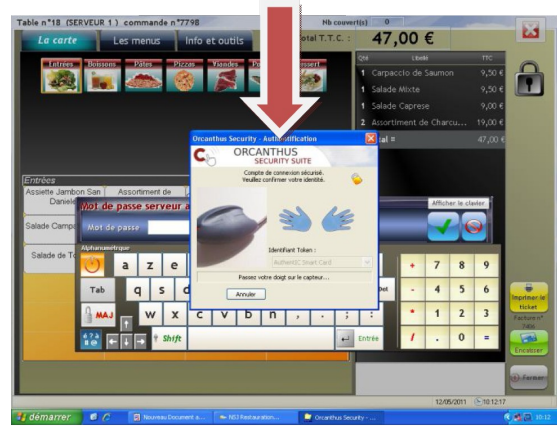 Table n°18 (SERVEUR 1 ) commande n°7798
Nb couvert(s) 0
La carte
Les menus
Info et outils
Total T.T.C. :
47,00 €
Entrées
Boissons
Pâtes
Pizzas
Viandes
Qté
Libellé
TTC
1 Carpaccio de Saumon 9,50 €
1 Salade Mixte 9,50 €
1 Salade Caprese 9,00 €
2 Assortiment de Charcu... 19,00 €
47,00 €
Orcanthus Security - Authentification
ORCANTHUS
SECURITY SUITE
Compte de connexion sécurisé.
Veuillez confirmer votre identité.
Identifiant Token :
AuthentIC Smart Card
Passez votre doigt sur le capteur...
Annuler
Entrées
Assiette Jambon San
Daniele
Assortiment de
Salade
Salade de
Mot de passe serveur
Afficher le clavier
Mot de passe
Alphanumérique
a z e
+ 7 8 9
Tab q s d
Del - 4 5 6
MAJ w x c v b n , . ; :
* 1 2 3
Shift
Entrée
/ . 0 =
Imprimer le
ticket
Facture n°
Encaisser
Fermer
12/05/2011 10:12:17
démarrer
Nouveau Document a...
Restauration...
Orcanthus Security - ...
10:12